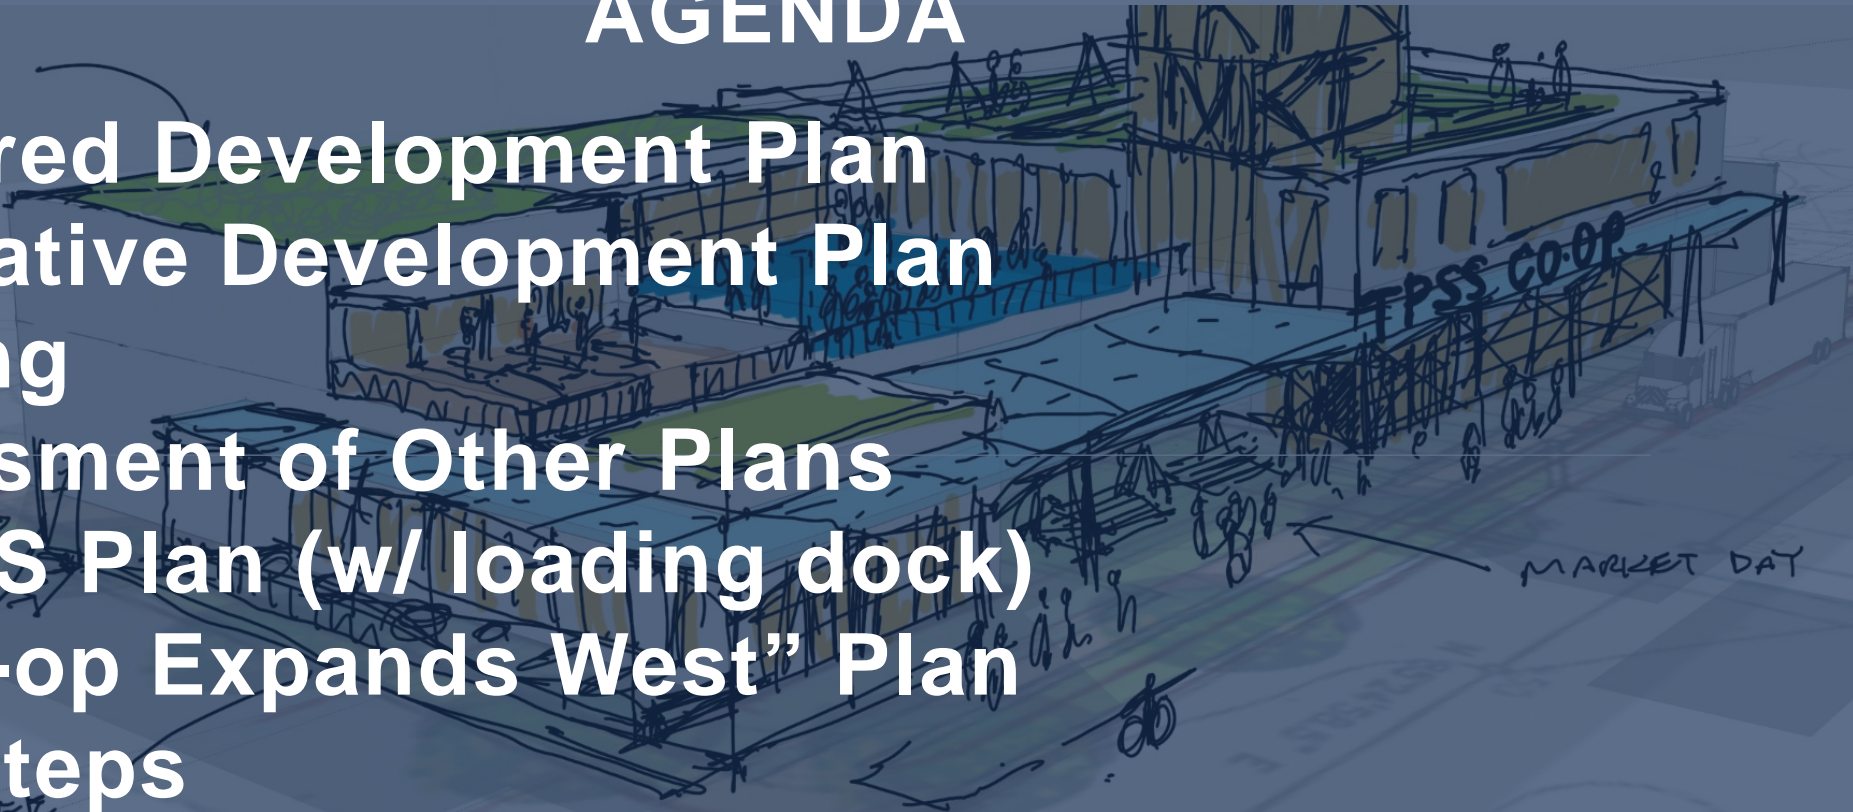 AGENDA
red Development Plan
ative Development Plan
ng
sment of Other Plans
S Plan (w/ loading dock)
-op Expands West” Plan
teps
MKT
TPSS CO-OP
MARKET DAY